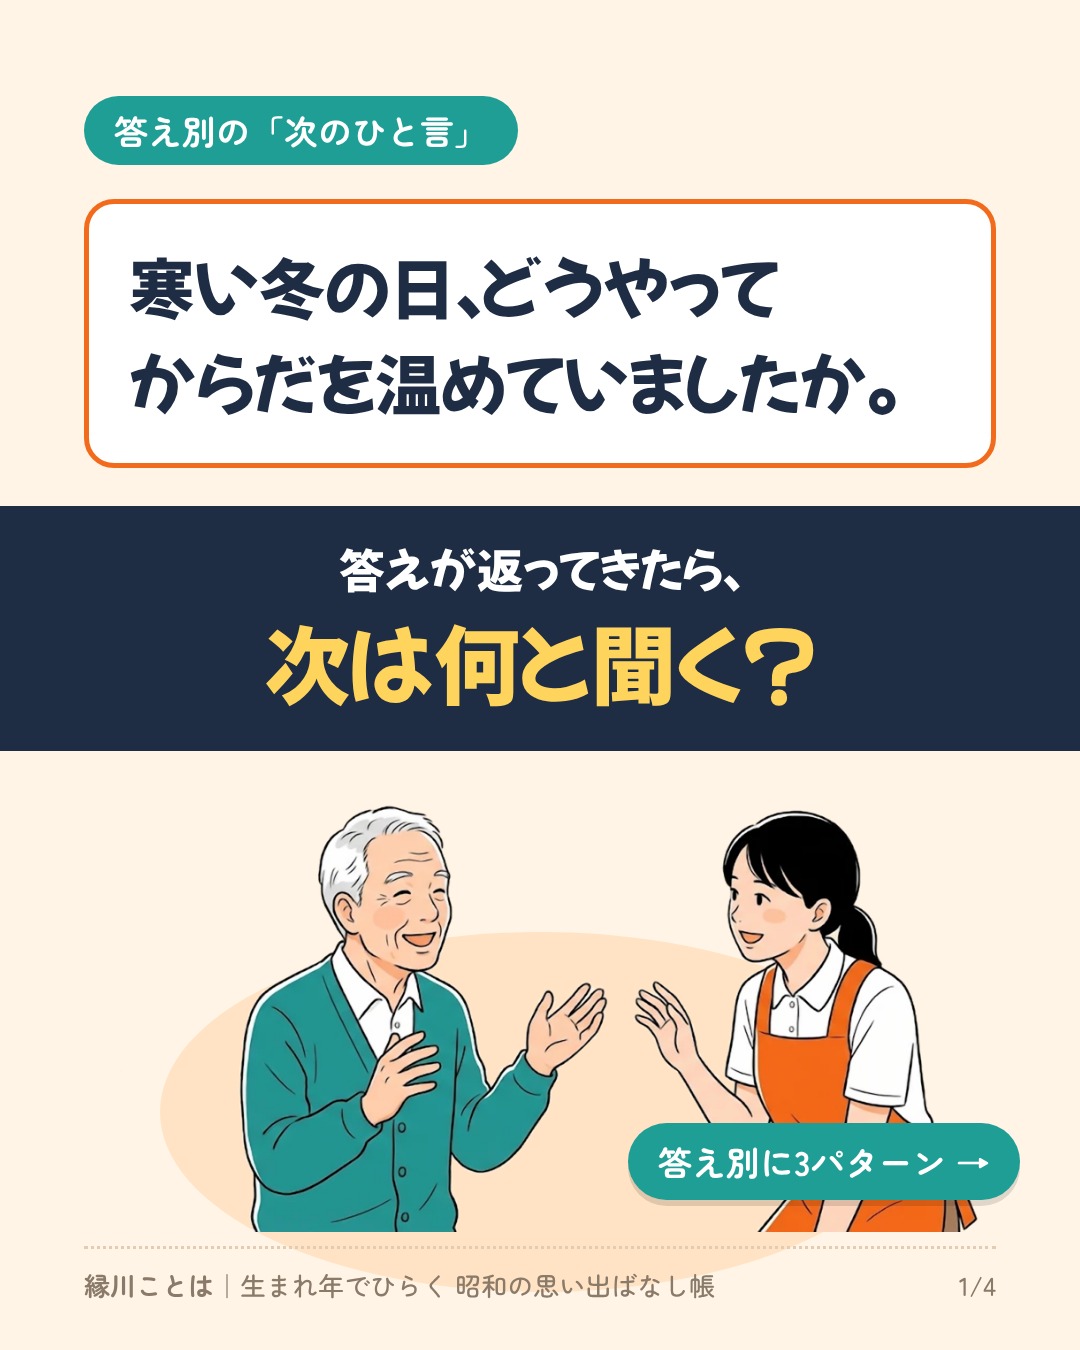 答え別の「次のひと言」
寒い冬の日、どうやって
からだを温めていましたか。
答えが返ってきたら、
次は何と聞く？
答え別に3パターン →
縁川ことは｜生まれ年でひらく 昭和の思い出ばなし帳
1/4